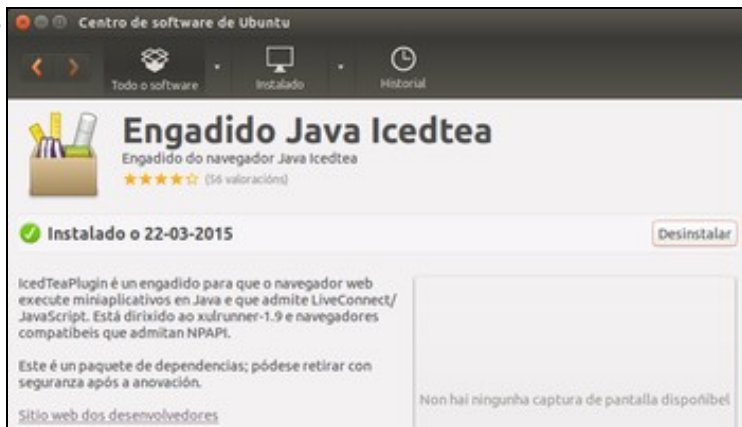 Centro de software de Ubuntu
Todo o software
Instalado
Historial
Engadido Java Icedtea
Engadido do navegador Java Icedtea
(56 valoracións)
Instalado o 22-03-2015
Desinstalar
IcedTeaPlugin é un engadido para que o navegador web
execute miniaplicativos en Java e que admite LiveConnect/
JavaScript. Está dirixido ao xulrunner-1.9 e navegadores
compatibeis que admitan NPAPI.
Este é un paquete de dependencias; pódese retirar con
seguranza após a anovación.
Non hai ningunha captura de pantalla dispoñibel
Sitio web dos desenvolvedores